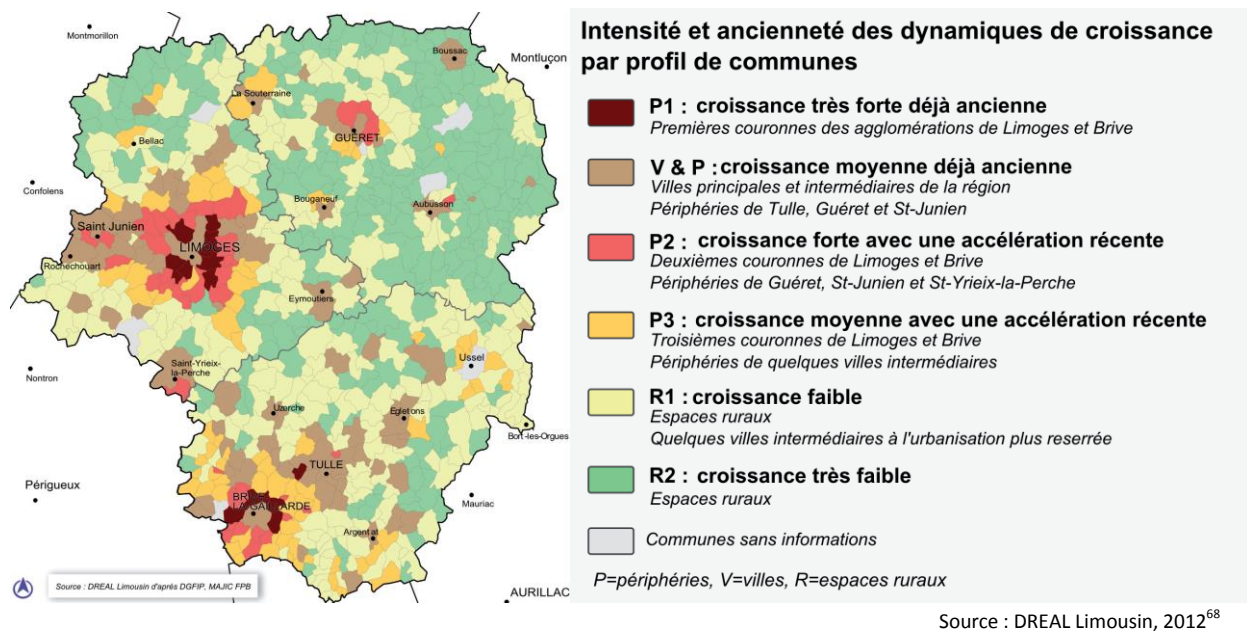 Montmorillon
Boussac
Montluçon
La Souterraine
GUÉRET
Bellac
Confolens
Bouganeuf
Aubusson
Saint Junien
LIMOGES
Rochechouart
Eymoutiers
Ussel
Saint-Yrieix-
la-Perche
Nontron
Uzerche
Egletons
Bort-les-Orgues
TULLE
Périgueux
BRIVE
LA GAILLARDE
Mauriac
Argentat
AURILLAC
Source : DREAL Limousin d'après DGFIP, MAJIC FPB
Intensité et ancienneté des dynamiques de croissance
par profil de communes
P1 : croissance très forte déjà ancienne
Premières couronnes des agglomérations de Limoges et Brive
V & P : croissance moyenne déjà ancienne
Villes principales et intermédiaires de la région
Périphéries de Tulle, Guéret et St-Junien
P2 : croissance forte avec une accélération récente
Deuxièmes couronnes de Limoges et Brive
Périphéries de Guéret, St-Junien et St-Yrieix-la-Perche
P3 : croissance moyenne avec une accélération récente
Troisièmes couronnes de Limoges et Brive
Périphéries de quelques villes intermédiaires
R1 : croissance faible
Espaces ruraux
Quelques villes intermédiaires à l'urbanisation plus reserrée
R2 : croissance très faible
Espaces ruraux
Communes sans informations
P=périphéries, V=villes, R=espaces ruraux
Source : DREAL Limousin, 2012⁶⁸